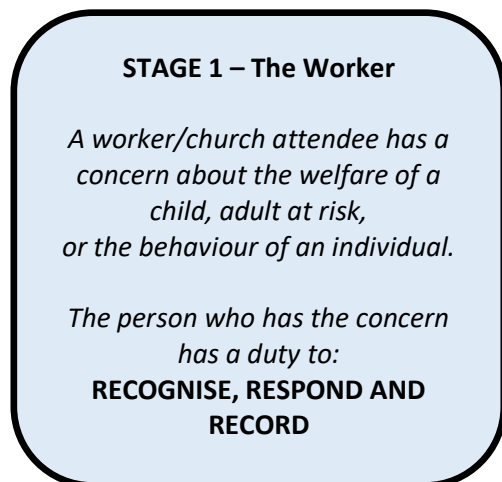 STAGE 1 – The Worker
A worker/church attendee has a
concern about the welfare of a
child, adult at risk,
or the behaviour of an individual.
The person who has the concern
has a duty to:
RECOGNISE, RESPOND AND
RECORD